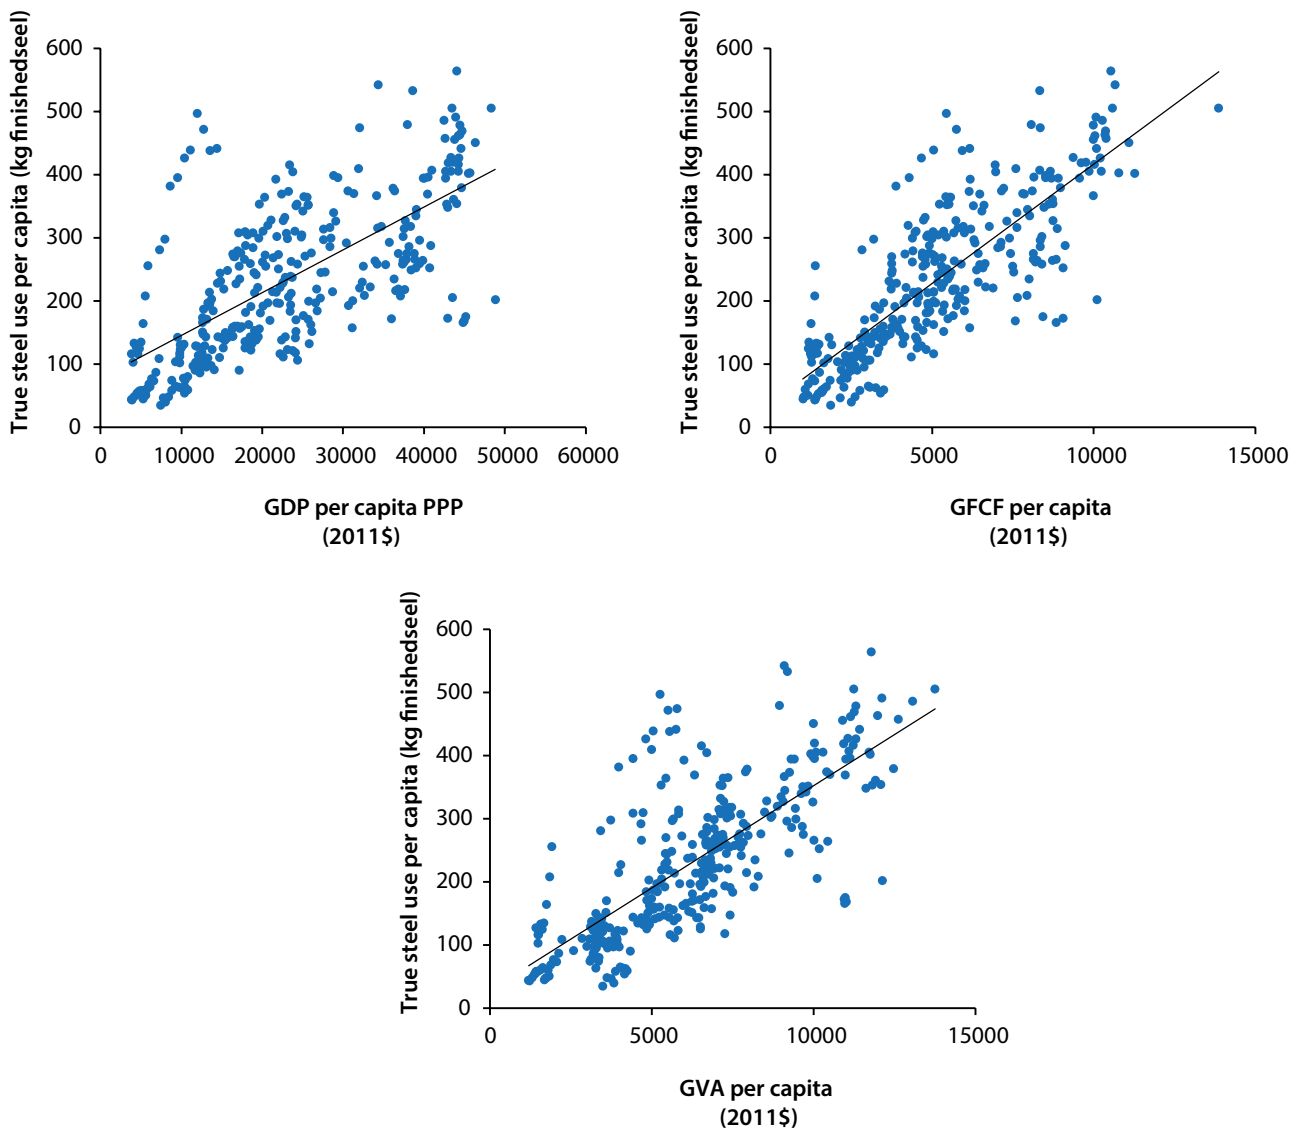 True steel use per capita (kg finishedseel)
600
500
400
300
200
100
0
0 10000 20000 30000 40000 50000 60000
GDP per capita PPP
(2011$)
True steel use per capita (kg finishedseel)
600
500
400
300
200
100
0
0 5000 10000 15000
GFCF per capita
(2011$)
True steel use per capita (kg finishedseel)
600
500
400
300
200
100
0
0 5000 10000 15000
GVA per capita
(2011$)